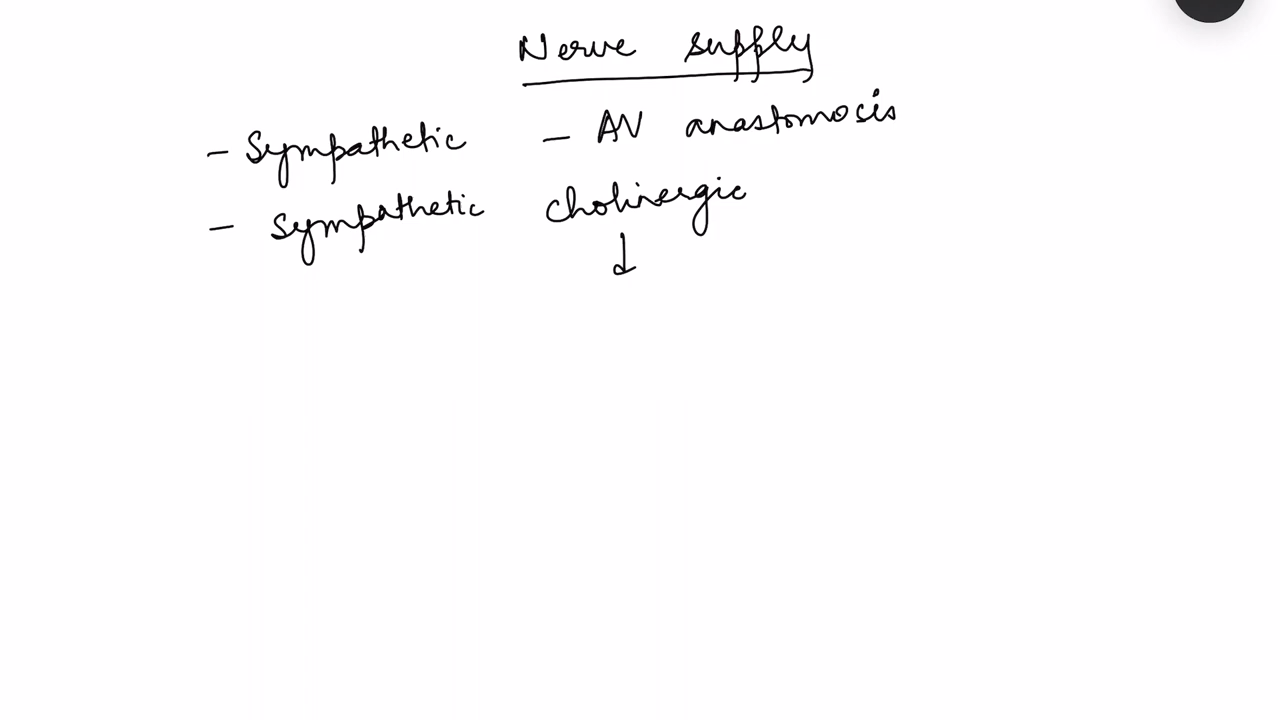 Nerve supply
- Sympathetic - AV anastomosis
- Sympathetic cholinergic
↓